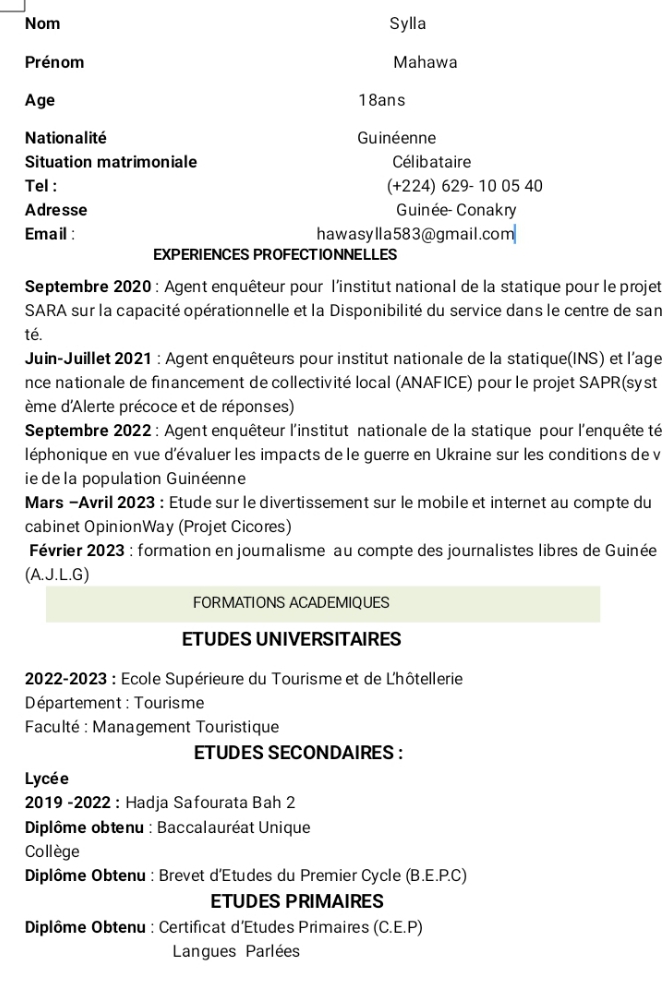 Nom Sylla
Prénom Mahawa
Age 18ans
Nationalité Guinéenne
Situation matrimoniale Célibataire
Tel : (+224) 629- 10 05 40
Adresse Guinée- Conakry
Email : hawasylla583@gmail.com
EXPERIENCES PROFECTIONNELLES
Septembre 2020 : Agent enquêteur pour l’institut national de la statique pour le projet
SARA sur la capacité opérationnelle et la Disponibilité du service dans le centre de san
té.
Juin-Juillet 2021 : Agent enquêteurs pour institut nationale de la statique(INS) et l’age
nce nationale de financement de collectivité local (ANAFICE) pour le projet SAPR(syst
ème d’Alerte précoce et de réponses)
Septembre 2022 : Agent enquêteur l’institut nationale de la statique pour l’enquête té
léphonique en vue d’évaluer les impacts de le guerre en Ukraine sur les conditions de v
ie de la population Guinéenne
Mars –Avril 2023 : Etude sur le divertissement sur le mobile et internet au compte du
cabinet OpinionWay (Projet Cicores)
Février 2023 : formation en journalisme au compte des journalistes libres de Guinée
(A.J.L.G)
FORMATIONS ACADEMIQUES
ETUDES UNIVERSITAIRES
2022-2023 : Ecole Supérieure du Tourisme et de L’hôtellerie
Département : Tourisme
Faculté : Management Touristique
ETUDES SECONDAIRES :
Lycée
2019 -2022 : Hadja Safourata Bah 2
Diplôme obtenu : Baccalauréat Unique
Collège
Diplôme Obtenu : Brevet d’Etudes du Premier Cycle (B.E.P.C)
ETUDES PRIMAIRES
Diplôme Obtenu : Certificat d’Etudes Primaires (C.E.P)
Langues Parlées